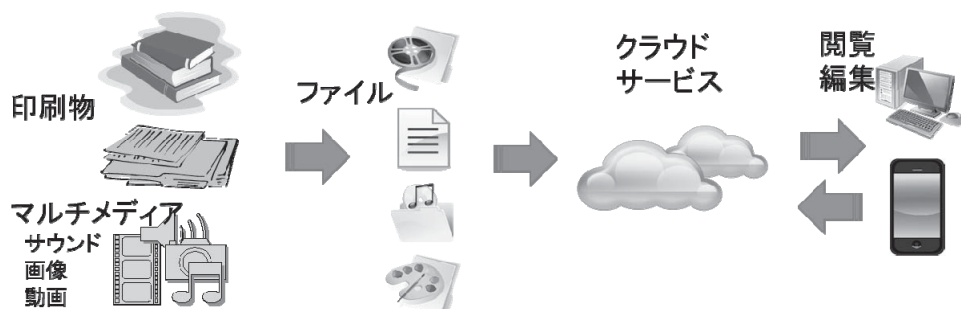 印刷物
マルチメディア
サウンド
画像
動画
ファイル
クラウド
サービス
閲覧
編集